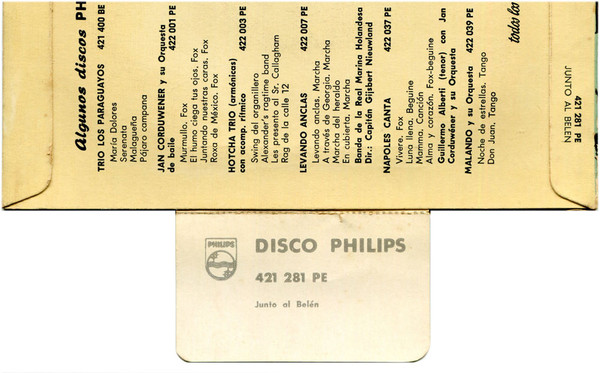 Algunos discos PH
TRIO LOS PARAGUAYOS 421 400 BE
María Dolores
Serenata
Malagueña
Pájaro campana
JAN CORDUWENER y su Orquesta
de baile 422 001 PE
Murmullo. Fox
El humo ciega tus ojos. Fox
Juntando nuestras caras. Fox
Roxa de México. Fox
HOTCHA TRIO (armónicas)
con acomp. rítmico 422 003 PE
Swing del organillero
Alexander's ragtime band
Les presento al Sr. Callagham
Rag de la calle 12
LEVANDO ANCLAS 422 007 PE
Levando anclas. Marcha
A través de Georgia. Marcha
Marcha del heraldo
En cubierta. Marcha
Banda de la Real Marina Holandesa
Dir.: Capitán Gijsbert Nieuwland
NAPOLES CANTA 422 037 PE
Vivere. Fox
Luna llena. Beguine
Mamma. Canción
Alma y corazón. Fox-beguine
Guillermo Alberti (tenor) con Jan
Corduwéner y su Orquesta
MALANDO y su Orquesta 422 039 PE
Noche de estrellas. Tango
Don Juan. Tango
todos los
421 281 PE
JUNTO AL BELÉN
PHILIPS
DISCO PHILIPS
421 281 PE
Junto al Belén